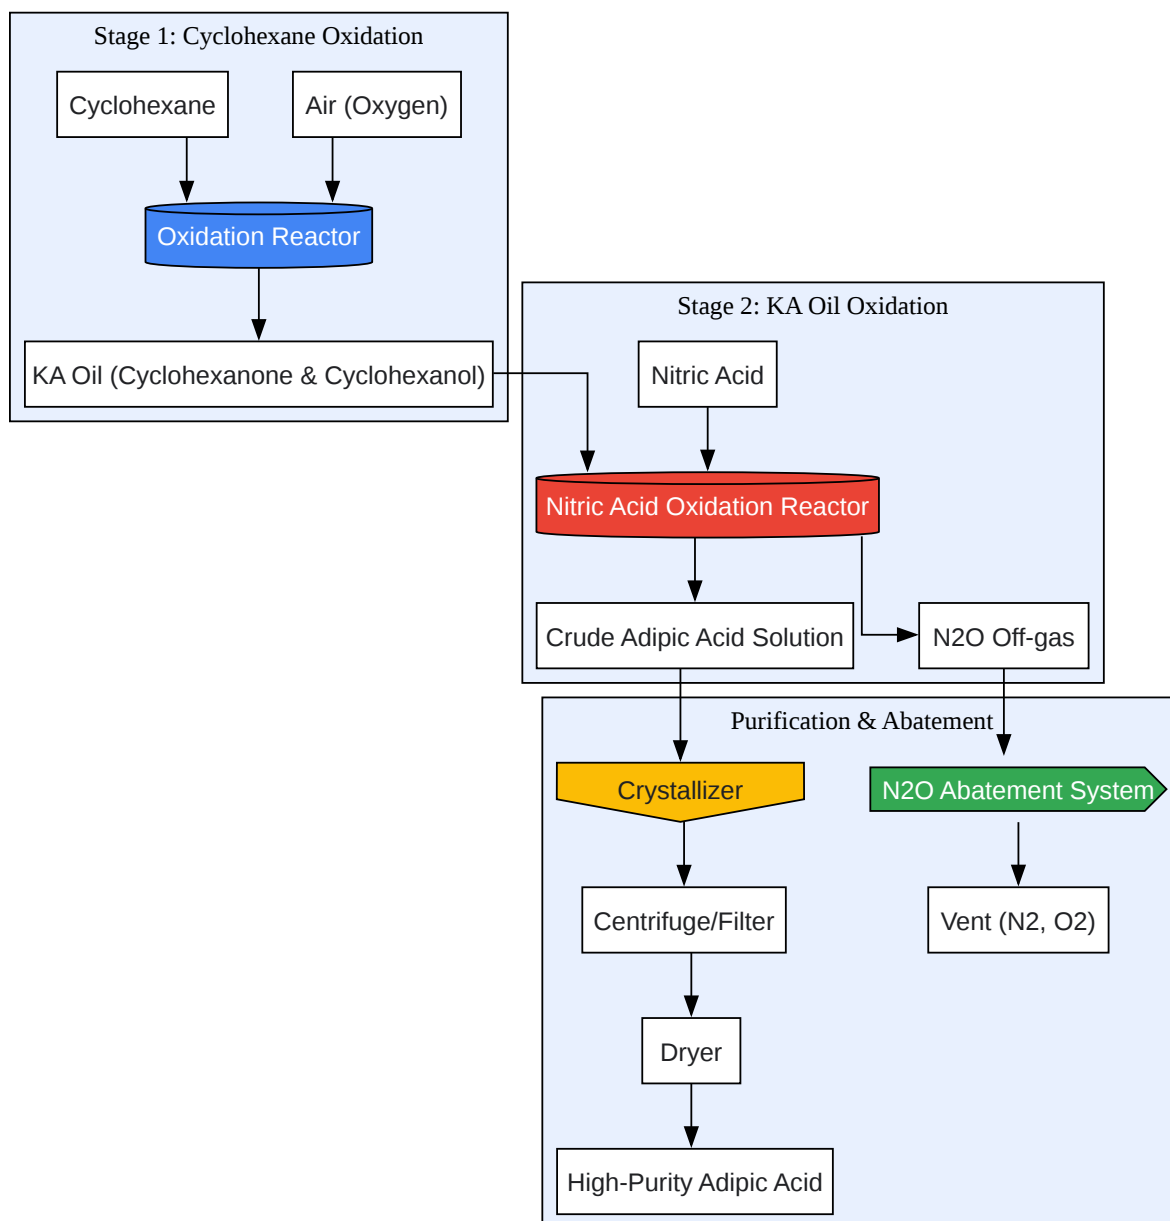 Stage 1: Cyclohexane Oxidation
Cyclohexane
Air (Oxygen)
Oxidation Reactor
KA Oil (Cyclohexanone & Cyclohexanol)
Stage 2: KA Oil Oxidation
Nitric Acid
Nitric Acid Oxidation Reactor
Crude Adipic Acid Solution
N2O Off-gas
Purification & Abatement
Crystallizer
N2O Abatement System
Centrifuge/Filter
Vent (N2, O2)
Dryer
High-Purity Adipic Acid